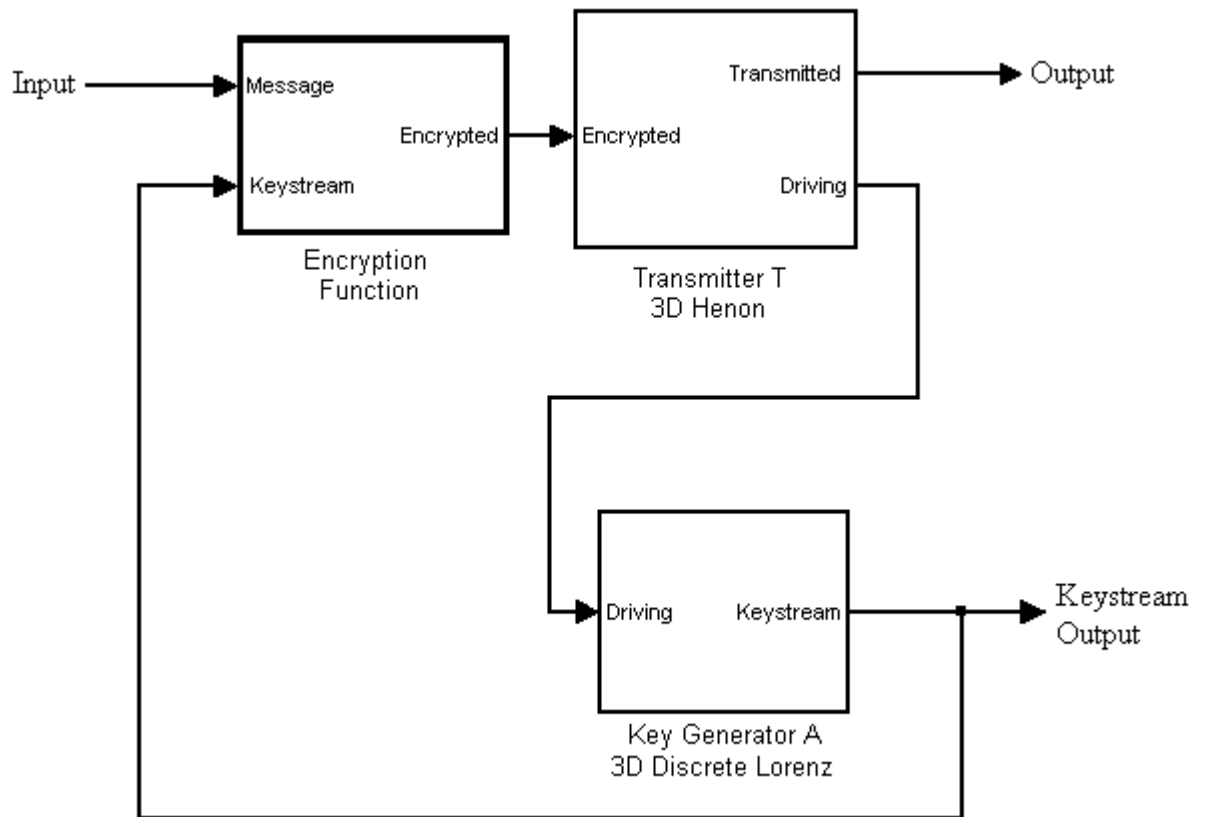 Input
Message
Keystream
Encrypted
Encryption
Function
Encrypted
Transmitted
Driving
Transmitter T
3D Henon
Output
Driving
Keystream
Key Generator A
3D Discrete Lorenz
Keystream
Output